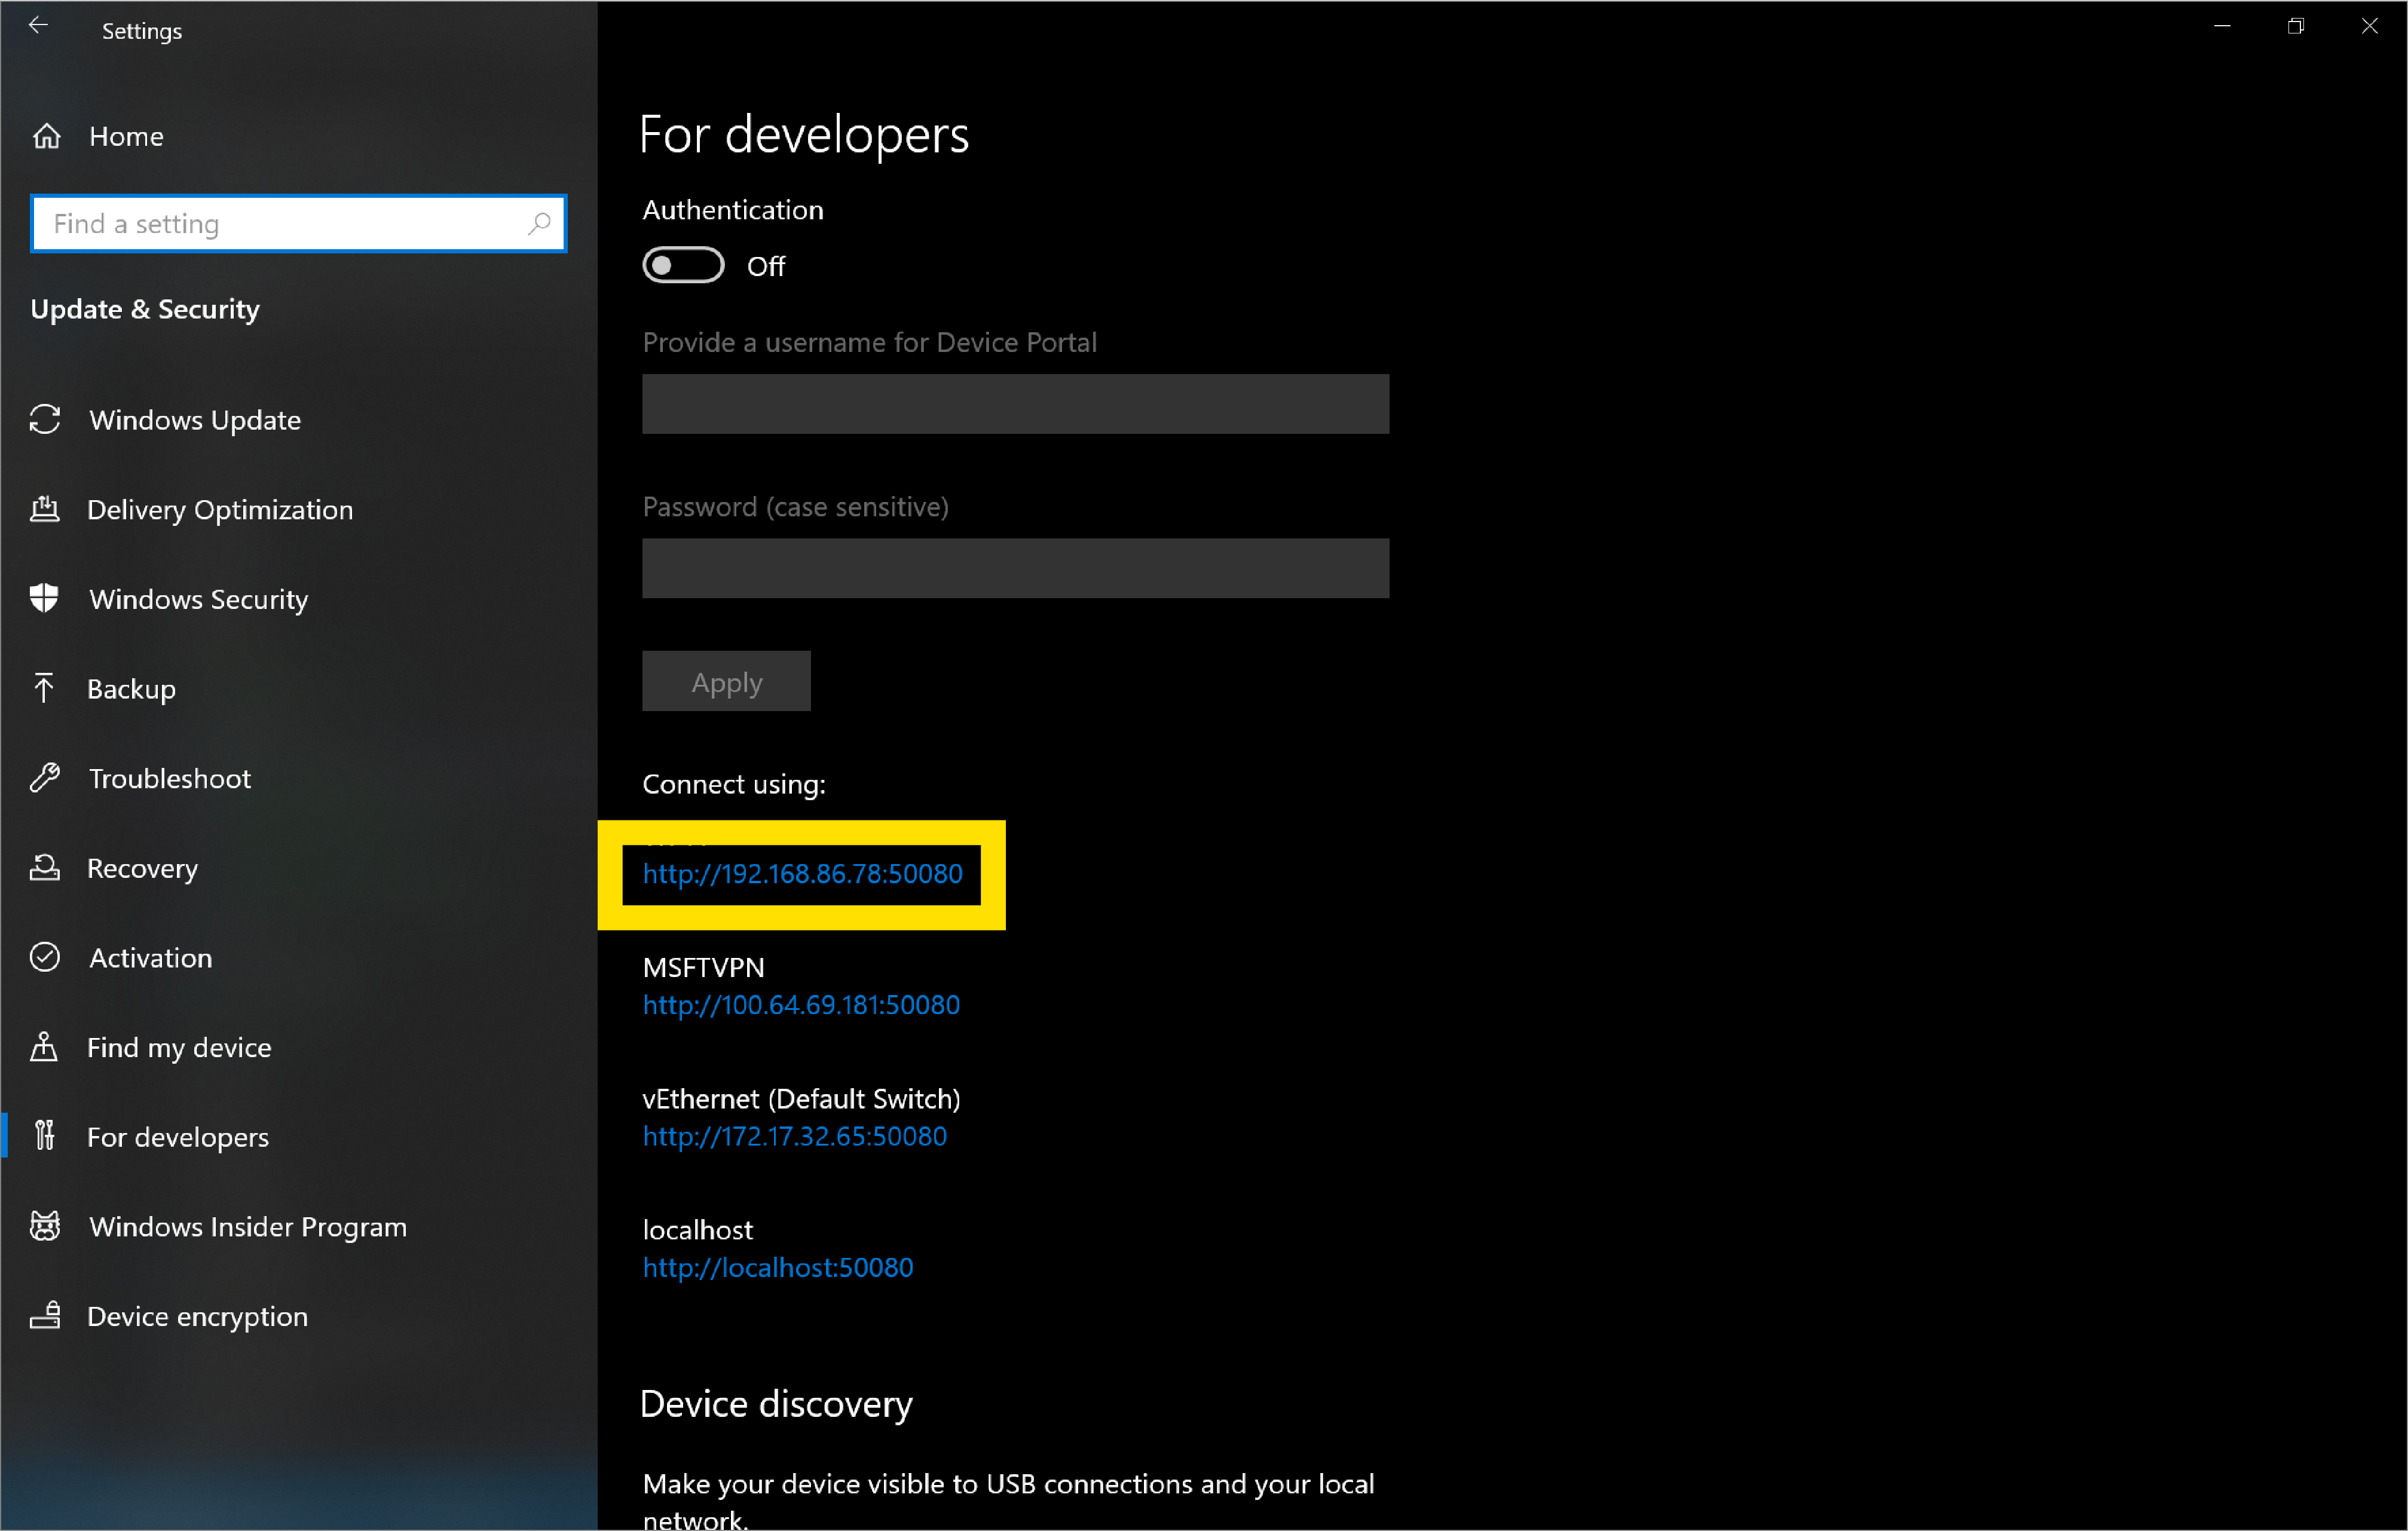 Settings
Home
Find a setting
Update & Security
Windows Update
Delivery Optimization
Windows Security
Backup
Troubleshoot
Recovery
Activation
Find my device
For developers
Windows Insider Program
Device encryption
For developers
Authentication
Off
Provide a username for Device Portal
Password (case sensitive)
Apply
Connect using:
http://192.168.86.78:50080
MSFTVPN
http://100.64.69.181:50080
vEthernet (Default Switch)
http://172.17.32.65:50080
localhost
http://localhost:50080
Device discovery
Make your device visible to USB connections and your local
network.